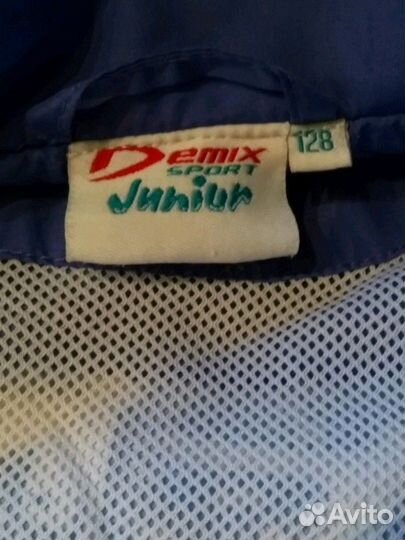 Demix
SPORT
Junior
128
Avito